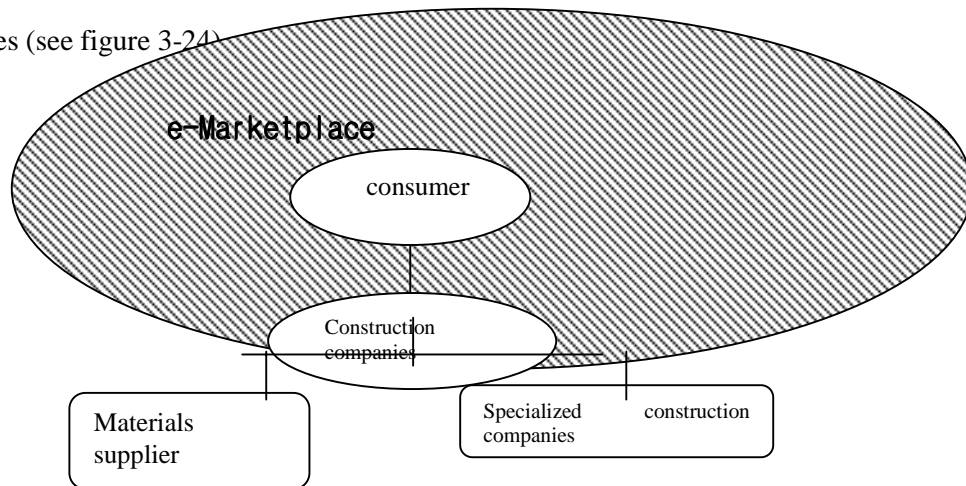 es (see figure 3-24)
e-Marketplace
consumer
Construction
companies
Materials
supplier
Specialized construction
companies